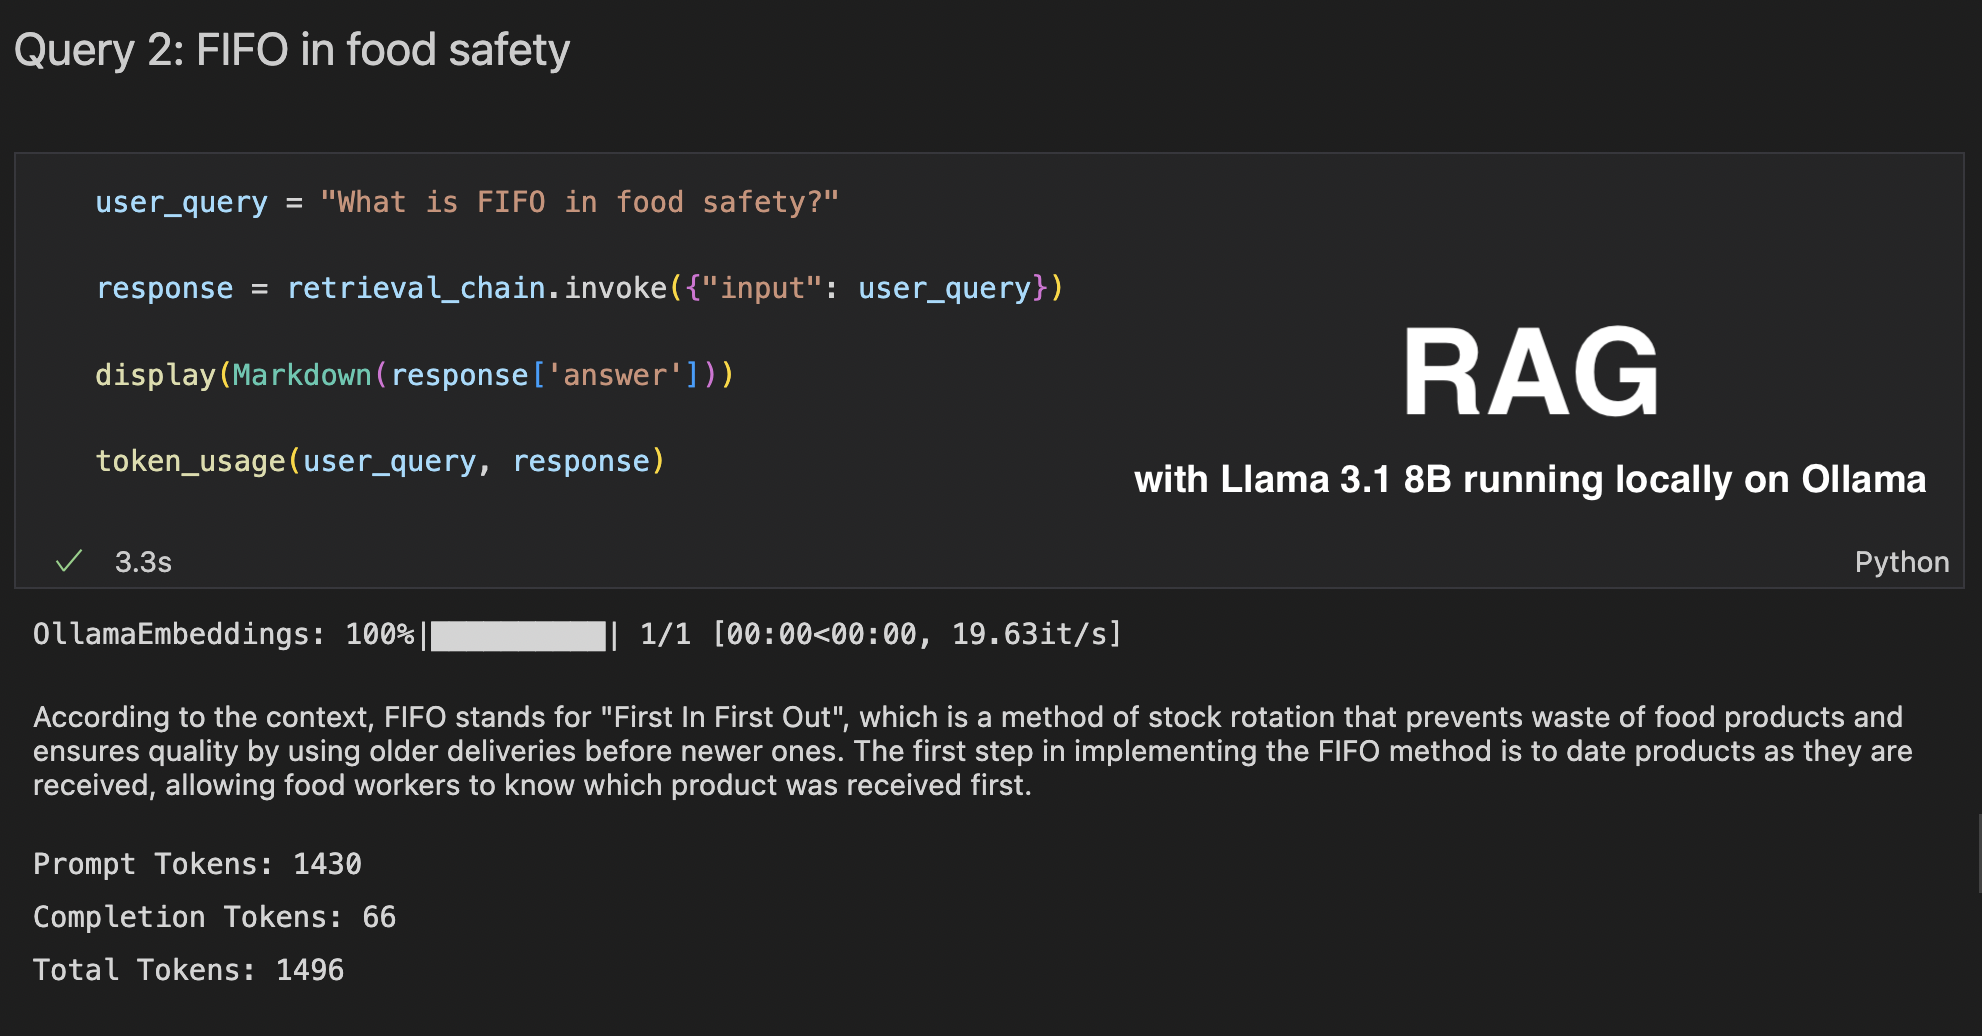 Query 2: FIFO in food safety
user_query = "What is FIFO in food safety?"
response = retrieval_chain.invoke({"input": user_query})
display(Markdown(response['answer']))
token_usage(user_query, response)
RAG
with Llama 3.1 8B running locally on Ollama
✓ 3.3s
Python
OllamaEmbeddings: 100%|██████████| 1/1 [00:00<00:00, 19.63it/s]
According to the context, FIFO stands for "First In First Out", which is a method of stock rotation that prevents waste of food products and
ensures quality by using older deliveries before newer ones. The first step in implementing the FIFO method is to date products as they are
received, allowing food workers to know which product was received first.
Prompt Tokens: 1430
Completion Tokens: 66
Total Tokens: 1496